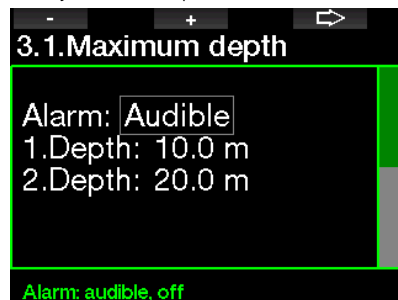 - +
3.1.Maximum depth
Alarm: Audible
1.Depth: 10.0 m
2.Depth: 20.0 m
Alarm: audible, off